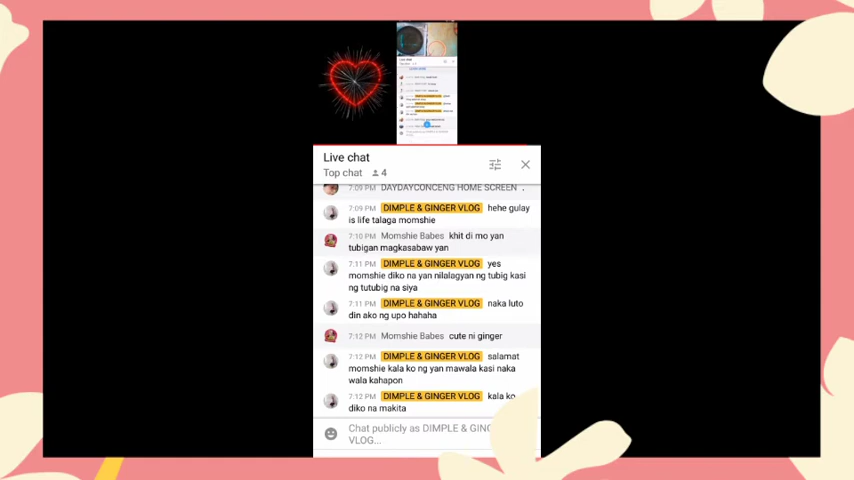 Live chat
Top chat 4
7:09 PM DAYDAYCONCENG HOME SCREEN .
7:09 PM DIMPLE & GINGER VLOG hehe gulay
is life talaga momshie
7:10 PM Momshie Babes khit di mo yan
tubigan magkasabaw yan
7:11 PM DIMPLE & GINGER VLOG yes
momshie diko na yan nilalagyan ng tubig kasi
ng tutubig na siya
7:11 PM DIMPLE & GINGER VLOG naka luto
din ako ng upo hahaha
7:12 PM Momshie Babes cute ni ginger
7:12 PM DIMPLE & GINGER VLOG salamat
momshie kala ko ng yan mawala kasi naka
wala kahapon
7:12 PM DIMPLE & GINGER VLOG kala ko
diko na makita
Chat publicly as DIMPLE & GING
VLOG...